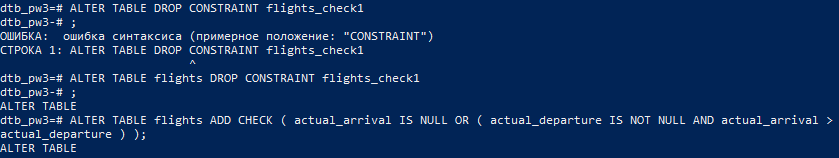 dtb_pw3=# ALTER TABLE DROP CONSTRAINT flights_check1
dtb_pw3-# ;
ОШИБКА:  ошибка синтаксиса (примерное положение: "CONSTRAINT")
СТРОКА 1: ALTER TABLE DROP CONSTRAINT flights_check1
^
dtb_pw3=# ALTER TABLE flights DROP CONSTRAINT flights_check1
dtb_pw3-# ;
ALTER TABLE
dtb_pw3=# ALTER TABLE flights ADD CHECK ( actual_arrival IS NULL OR ( actual_departure IS NOT NULL AND actual_arrival >
actual_departure ) );
ALTER TABLE